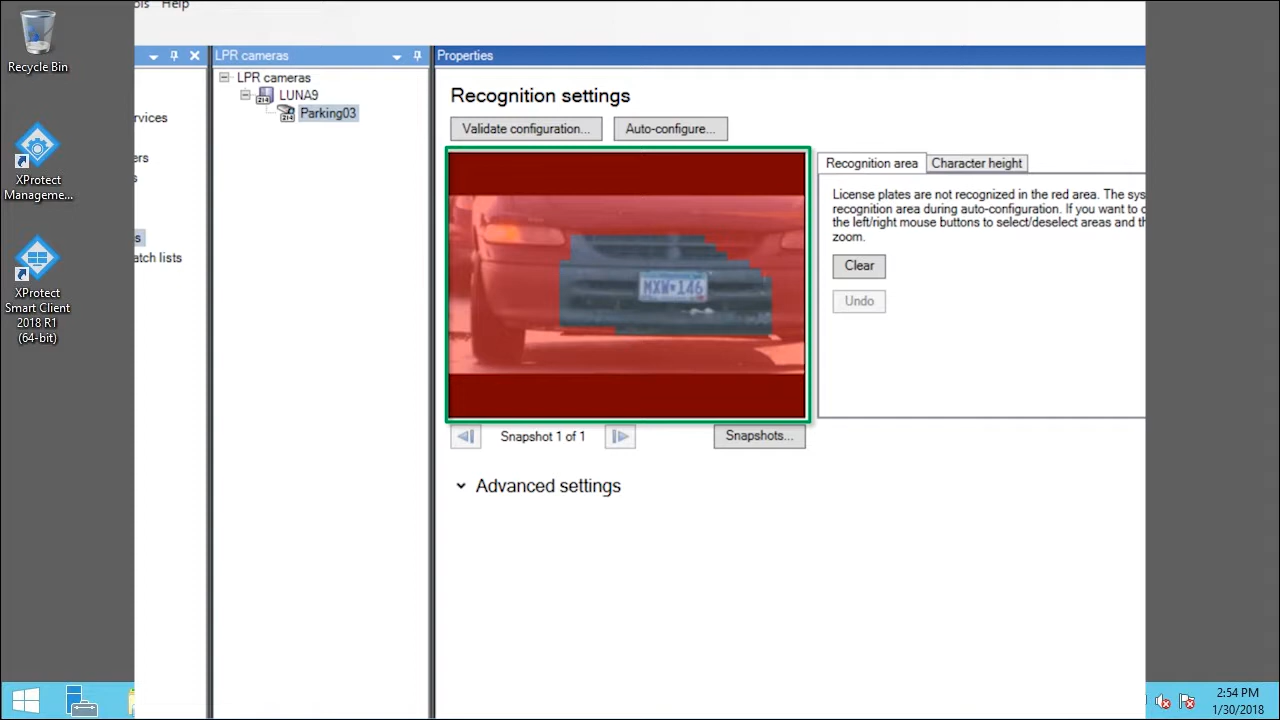 ols Help
Recycle Bin
XProtect
Manageme...
XProtect
Smart Client
2018 R1
(64-bit)
rvices
ers
s
s
atch lists
LPR cameras
LPR cameras
LUNA9
Parking03
Properties
Recognition settings
Validate configuration...
Auto-configure...
MXW•146
Recognition area
Character height
License plates are not recognized in the red area. The sys
recognition area during auto-configuration. If you want to c
the left/right mouse buttons to select/deselect areas and th
zoom.
Clear
Undo
Snapshot 1 of 1
Snapshots...
Advanced settings
2:54 PM
1/30/2018